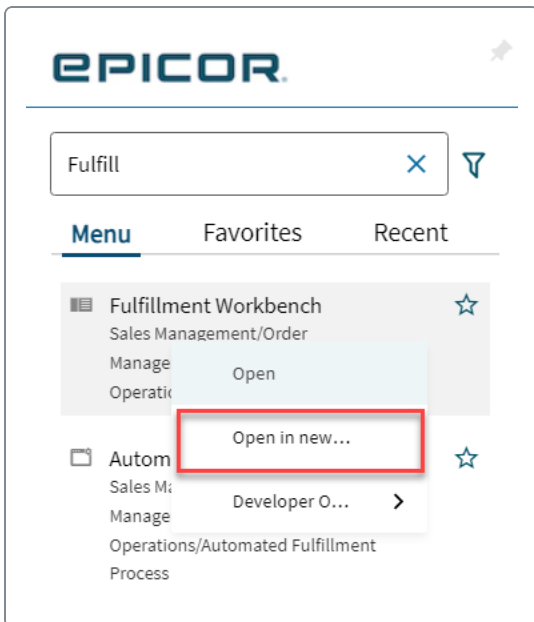 EPICOR.
Fulfill
Menu Favorites Recent
Fulfillment Workbench
Sales Management/Order
Manage
Open
Operatio
Open in new...
Autom
Sales Ma
Developer O...
Manage
Operations/Automated Fulfillment
Process